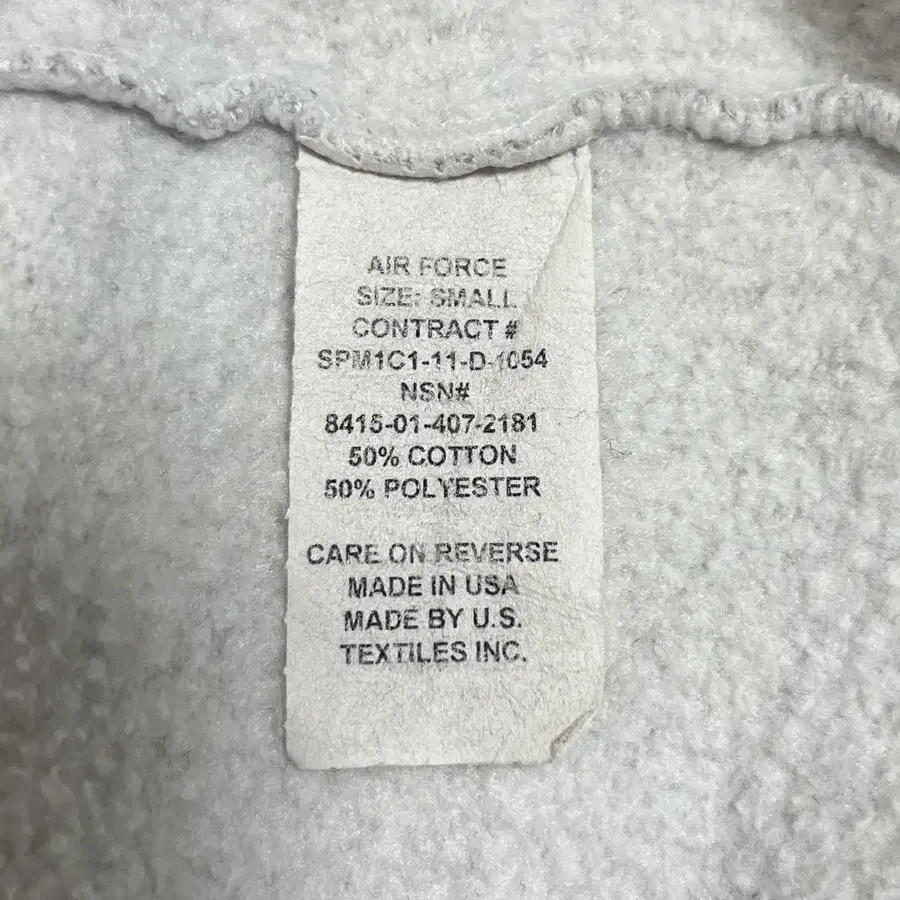 AIR FORCE
SIZE: SMALL
CONTRACT #
SPM1C1-11-D-1054
NSN#
8415-01-407-2181
50% COTTON
50% POLYESTER
CARE ON REVERSE
MADE IN USA
MADE BY U.S.
TEXTILES INC.